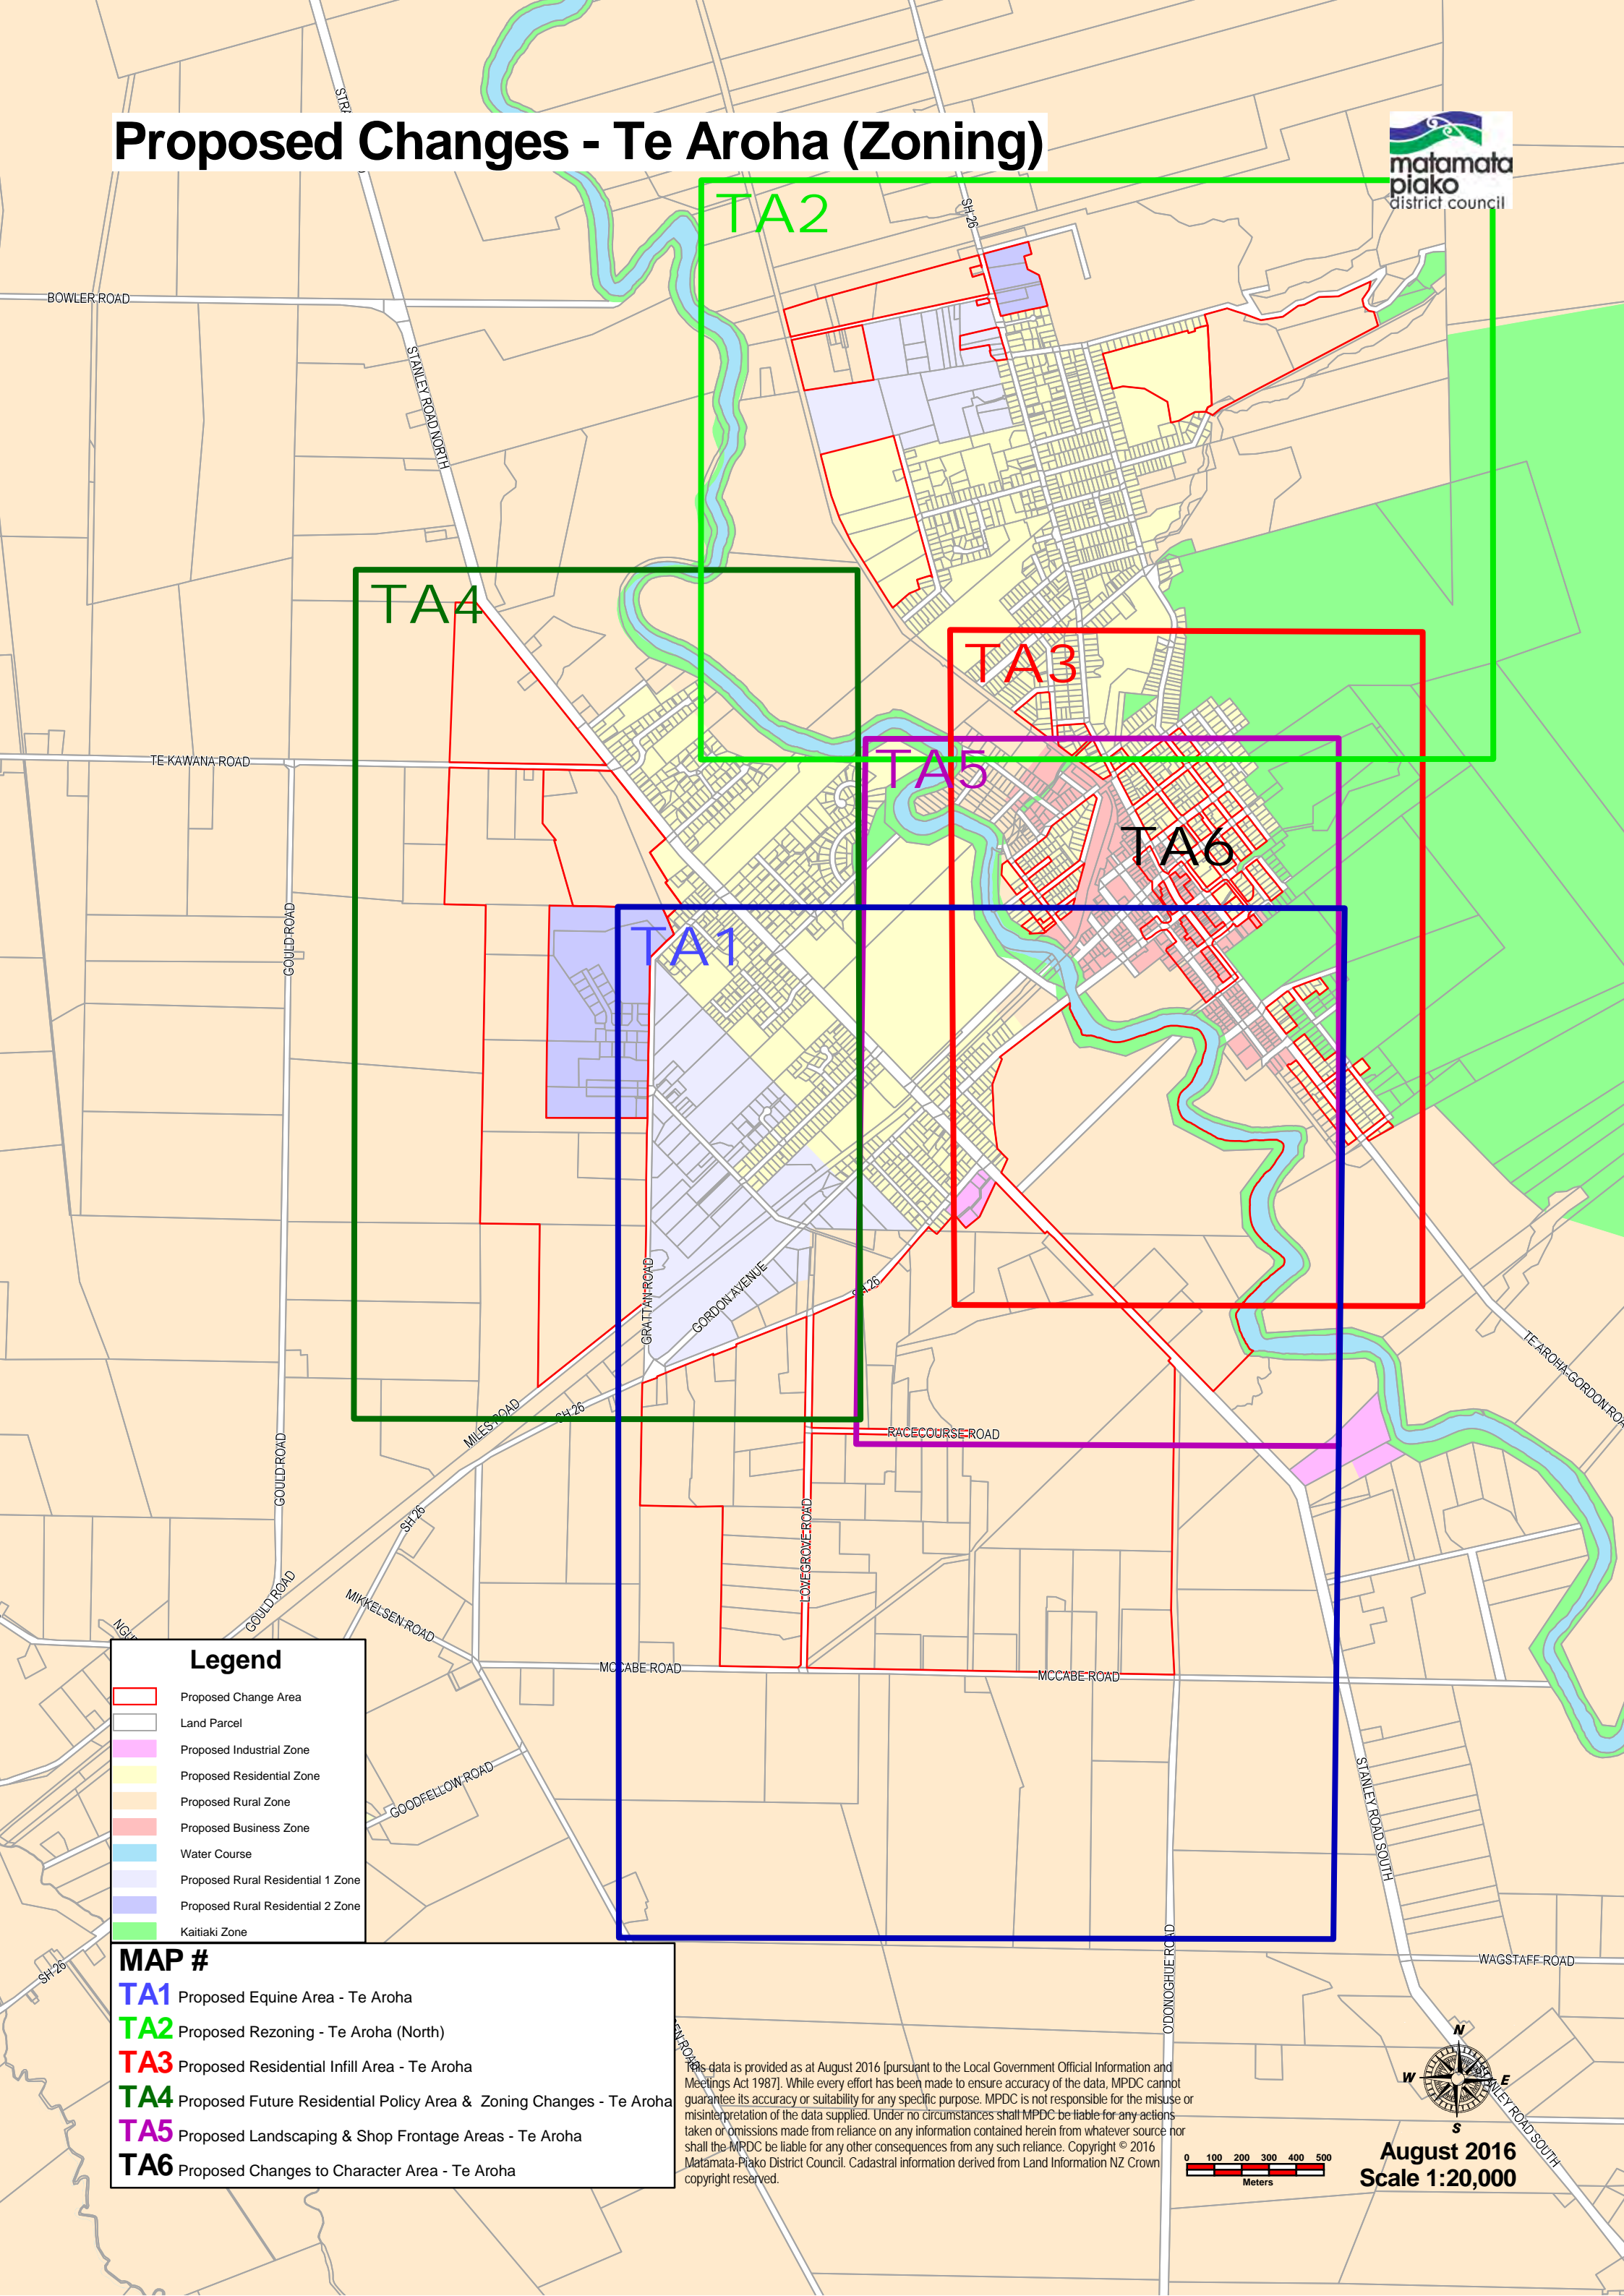 Proposed Changes - Te Aroha (Zoning)
matamata
piako
district council
SH 26
TA2
BOWLER ROAD
STANLEY ROAD NORTH
TA4
TA3
TE KAWANA ROAD
TA5
TA6
GOULD ROAD
TA1
GRATTAN ROAD
GORDON AVENUE
SH 26
TE AROHA-GORDON ROA
MILES ROAD
SH 26
RACECOURSE ROAD
GOULD ROAD
SH 26
LOVEGROVE ROAD
GOULD ROAD
MIKKELSEN ROAD
MCCABE ROAD
MCCABE ROAD
GOODFELLOW ROAD
STANLEY ROAD SOUTH
SH 26
O'DONOGHUE ROAD
WAGSTAFF ROAD
STANLEY ROAD SOUTH
Legend
Proposed Change Area
Land Parcel
Proposed Industrial Zone
Proposed Residential Zone
Proposed Rural Zone
Proposed Business Zone
Water Course
Proposed Rural Residential 1 Zone
Proposed Rural Residential 2 Zone
Kaitiaki Zone
MAP #
TA1 Proposed Equine Area - Te Aroha
TA2 Proposed Rezoning - Te Aroha (North)
TA3 Proposed Residential Infill Area - Te Aroha
TA4 Proposed Future Residential Policy Area & Zoning Changes - Te Aroha
TA5 Proposed Landscaping & Shop Frontage Areas - Te Aroha
TA6 Proposed Changes to Character Area - Te Aroha
This data is provided as at August 2016 [pursuant to the Local Government Official Information and
Meetings Act 1987]. While every effort has been made to ensure accuracy of the data, MPDC cannot
guarantee its accuracy or suitability for any specific purpose. MPDC is not responsible for the misuse or
misinterpretation of the data supplied. Under no circumstances shall MPDC be liable for any actions
taken or omissions made from reliance on any information contained herein from whatever source nor
shall the MPDC be liable for any other consequences from any such reliance. Copyright © 2016
Matamata-Piako District Council. Cadastral information derived from Land Information NZ Crown
copyright reserved.
0 100 200 300 400 500
Meters
N
W E
S
August 2016
Scale 1:20,000